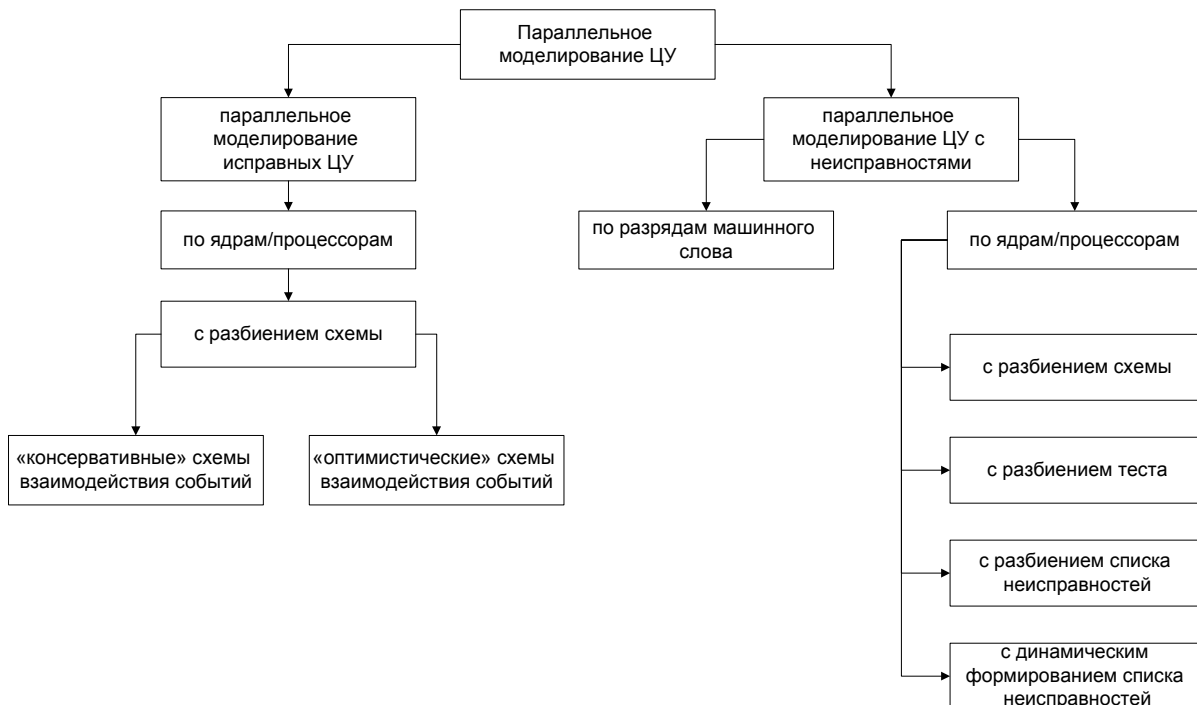 Параллельное
моделирование ЦУ
параллельное
моделирование
исправных ЦУ
параллельное
моделирование ЦУ с
неисправностями
по ядрам/процессорам
по разрядам машинного
слова
по ядрам/процессорам
с разбиением схемы
«консервативные» схемы
взаимодействия событий
«оптимистические» схемы
взаимодействия событий
с разбиением схемы
с разбиением теста
с разбиением списка
неисправностей
с динамическим
формированием списка
неисправностей